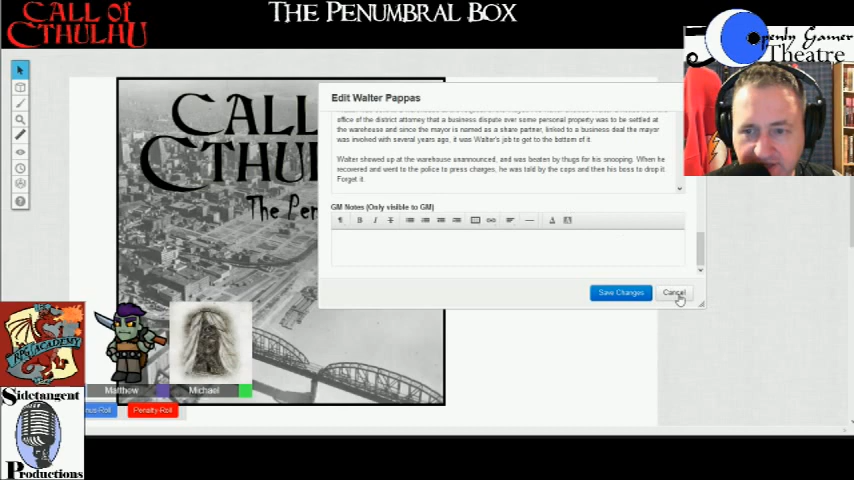 CALL OF
CTHULHU
THE PENUMBRAL BOX
penly Gamer
Theatre
Edit Walter Pappas
office of the district attorney that a business dispute over some personal property was to be settled at
the warehouse and since the mayor is named as a share partner, linked to a business deal the mayor
was involved with several years ago, it was Walter's job to get to the bottom of it.
Walter showed up at the warehouse unannounced, and was beaten by thugs for his snooping. When he
recovered and went to the police to press charges, he was told by the cops and then his boss to drop it.
Forget it.
GM Notes (Only visible to GM)
Save Changes
Cancel
CALL
CTHU
The Pen
RPG ACADEMY
Matthew
Michael
nus Roll
Penalty Roll
Sidetangent
Productions